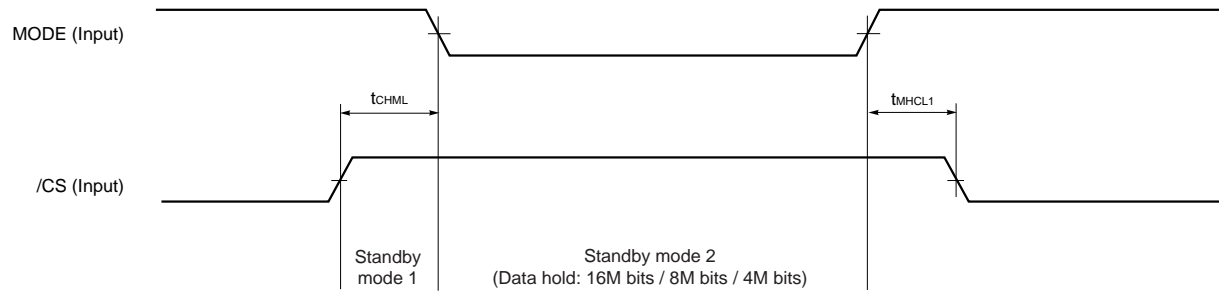 MODE (Input)
tCHML
tMHCL1
/CS (Input)
Standby
mode 1
Standby mode 2
(Data hold: 16M bits / 8M bits / 4M bits)